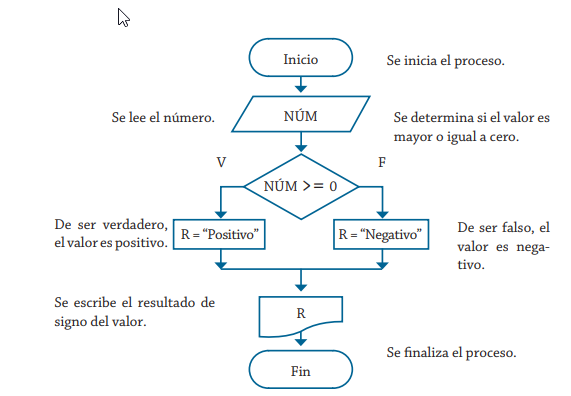 Inicio
Se inicia el proceso.
Se lee el número.
NÚM
Se determina si el valor es
mayor o igual a cero.
V
F
NÚM >= 0
De ser verdadero,
el valor es positivo.
R = “Positivo”
R = “Negativo”
De ser falso, el
valor es nega-
tivo.
Se escribe el resultado de
signo del valor.
R
Se finaliza el proceso.
Fin